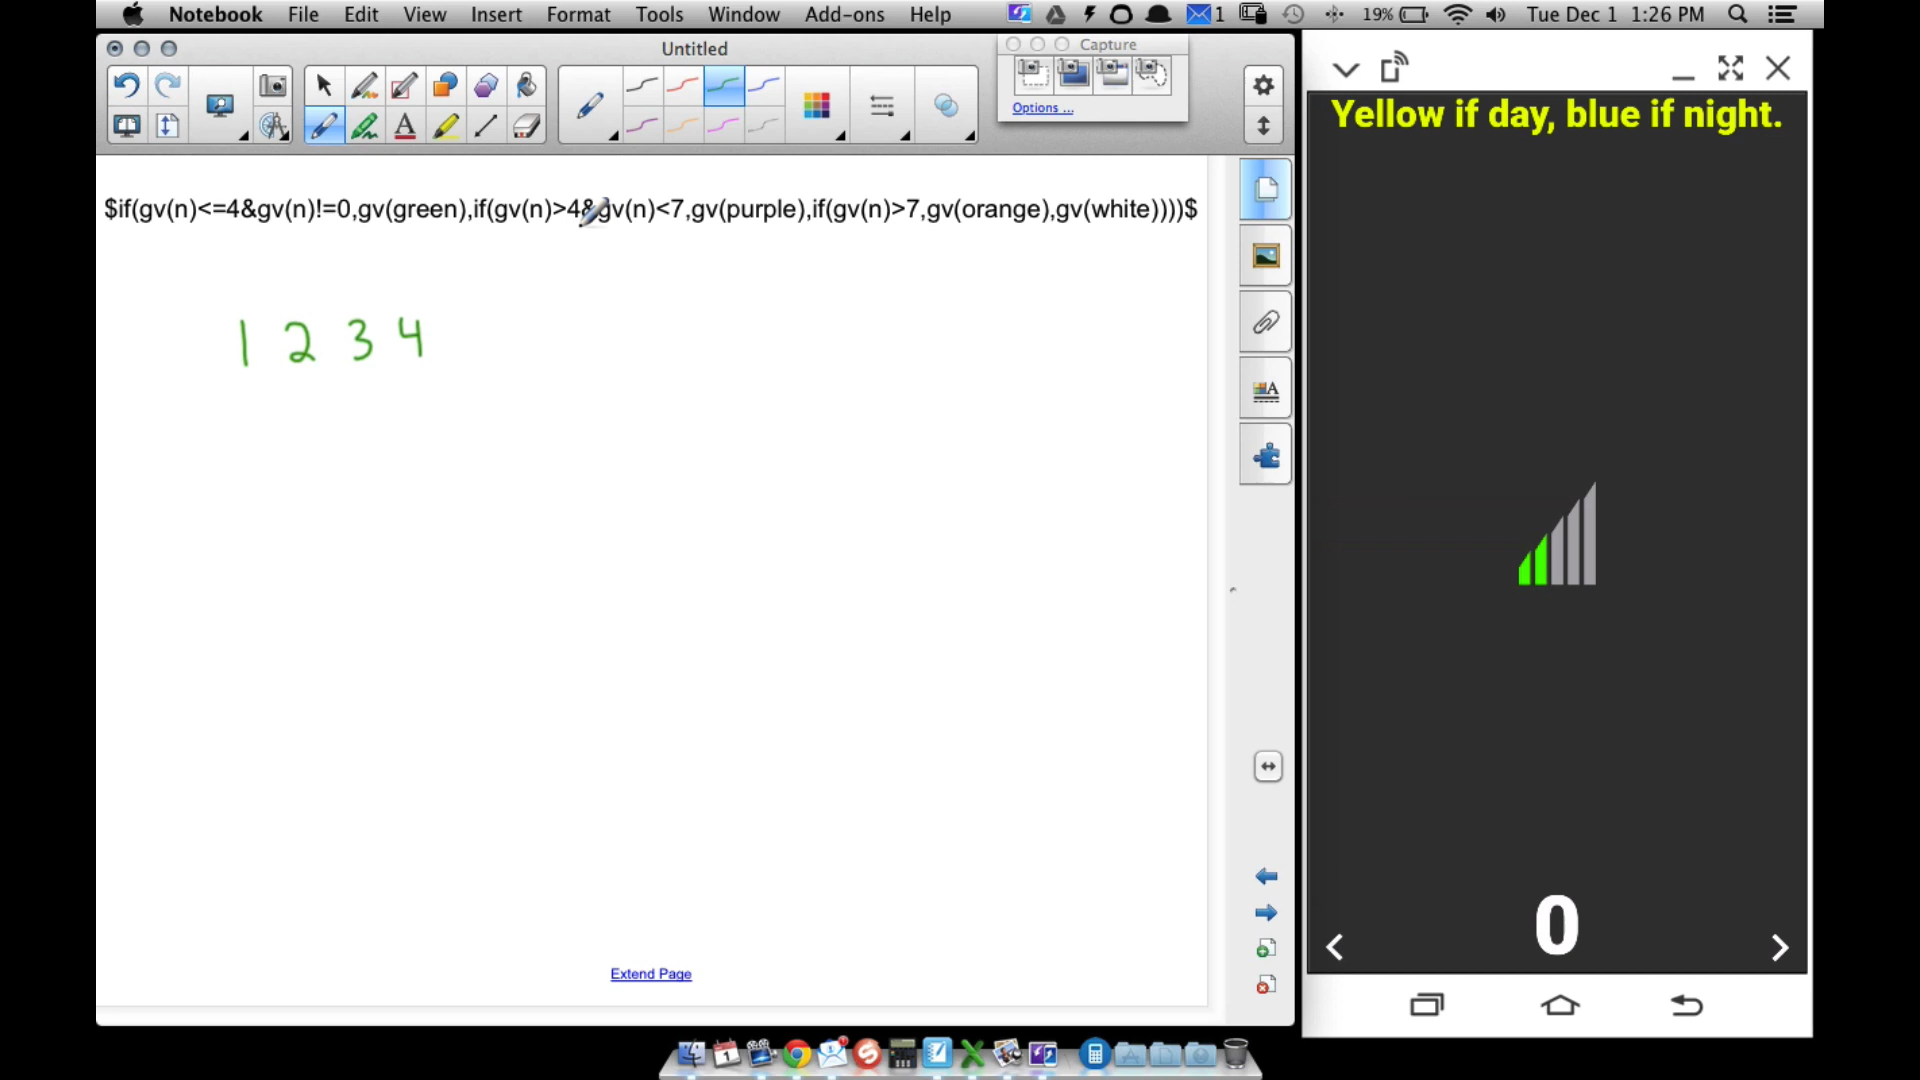 Notebook File Edit View Insert Format Tools Window Add-ons Help 1 19% Tue Dec 1 1:26 PM
Untitled
Capture
Options ...
$if(gv(n)<=4&gv(n)!=0,gv(green),if(gv(n)>4&gv(n)<7,gv(purple),if(gv(n)>7,gv(orange),gv(white))))$
1 2 3 4
Extend Page
Yellow if day, blue if night.
0